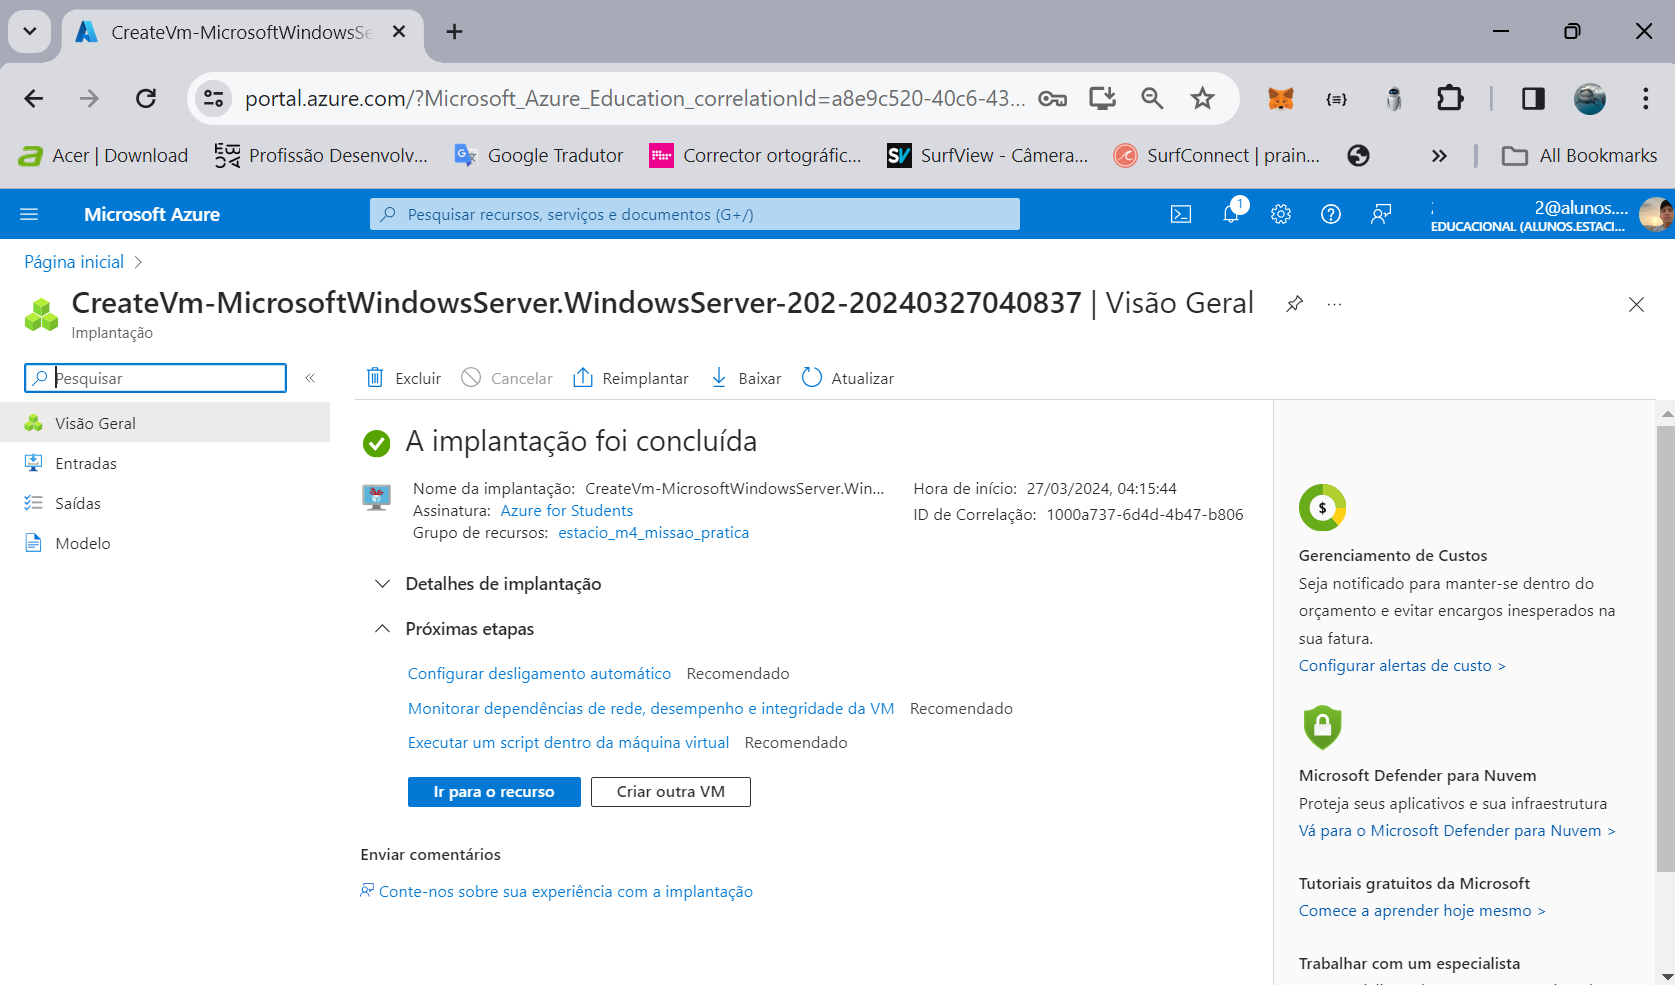 CreateVm-MicrosoftWindowsSe
portal.azure.com/?Microsoft_Azure_Education_correlationId=a8e9c520-40c6-43...
Acer | Download
Profissão Desenvolv...
Google Tradutor
Corrector ortográfic...
SurfView - Câmera...
SurfConnect | prain...
»
All Bookmarks
Microsoft Azure
Pesquisar recursos, serviços e documentos (G+/)
1
2@alunos....
EDUCACIONAL (ALUNOS.ESTACI...
Página inicial >
CreateVm-MicrosoftWindowsServer.WindowsServer-202-20240327040837 | Visão Geral
Implantação
Pesquisar
Excluir
Cancelar
Reimplantar
Baixar
Atualizar
Visão Geral
Entradas
Saídas
Modelo
A implantação foi concluída
Nome da implantação: CreateVm-MicrosoftWindowsServer.Win...
Assinatura: Azure for Students
Grupo de recursos: estacio_m4_missao_pratica
Hora de início: 27/03/2024, 04:15:44
ID de Correlação: 1000a737-6d4d-4b47-b806
Detalhes de implantação
Próximas etapas
Configurar desligamento automático Recomendado
Monitorar dependências de rede, desempenho e integridade da VM Recomendado
Executar um script dentro da máquina virtual Recomendado
Ir para o recurso
Criar outra VM
Enviar comentários
Conte-nos sobre sua experiência com a implantação
Gerenciamento de Custos
Seja notificado para manter-se dentro do
orçamento e evitar encargos inesperados na
sua fatura.
Configurar alertas de custo >
Microsoft Defender para Nuvem
Proteja seus aplicativos e sua infraestrutura
Vá para o Microsoft Defender para Nuvem >
Tutoriais gratuitos da Microsoft
Comece a aprender hoje mesmo >
Trabalhar com um especialista